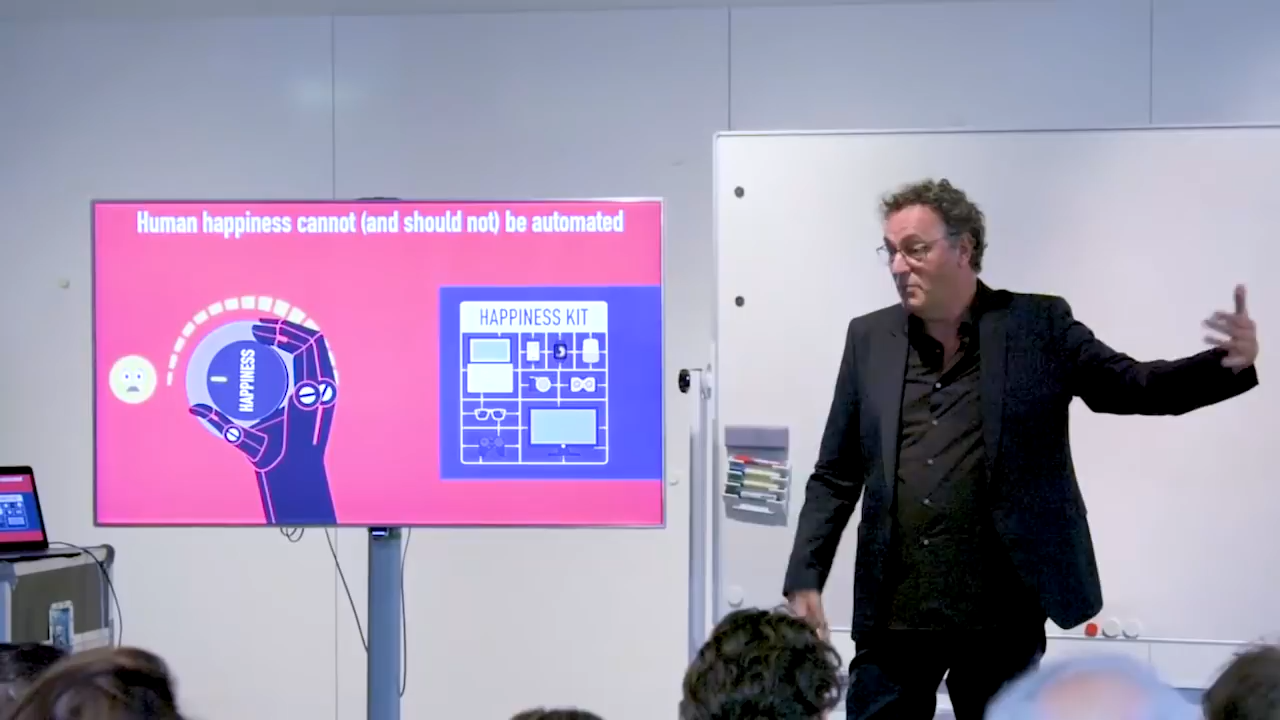 Human happiness cannot (and should not) be automated
HAPPINESS
HAPPINESS KIT